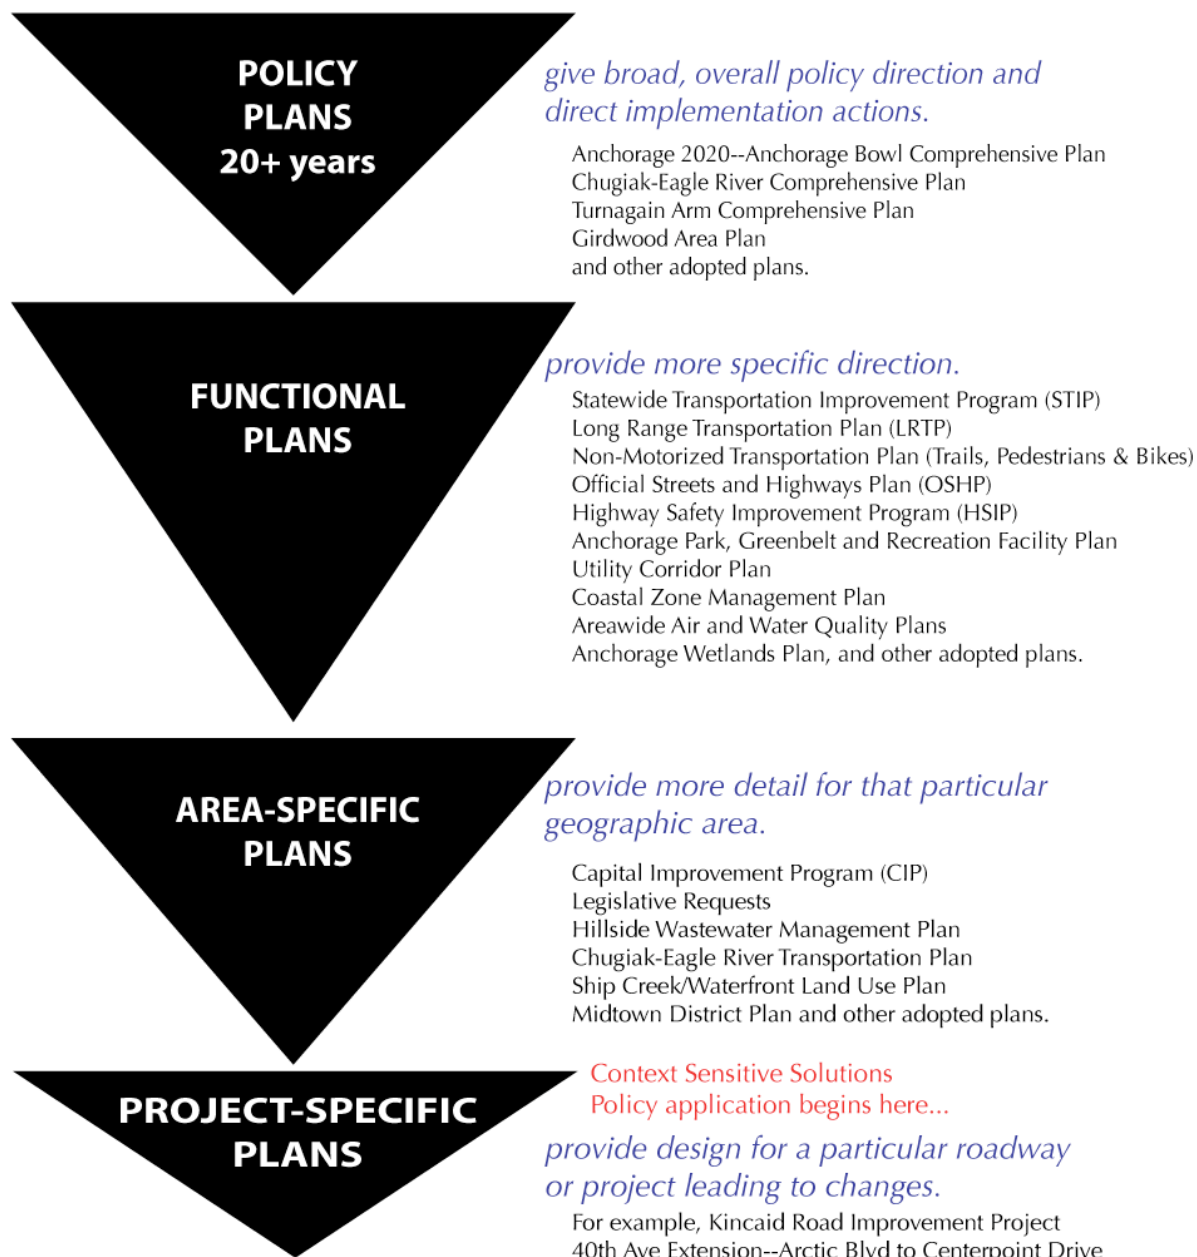 POLICY
PLANS
20+ years
give broad, overall policy direction and
direct implementation actions.
Anchorage 2020--Anchorage Bowl Comprehensive Plan
Chugiak-Eagle River Comprehensive Plan
Turnagain Arm Comprehensive Plan
Girdwood Area Plan
and other adopted plans.
FUNCTIONAL
PLANS
provide more specific direction.
Statewide Transportation Improvement Program (STIP)
Long Range Transportation Plan (LRTP)
Non-Motorized Transportation Plan (Trails, Pedestrians & Bikes)
Official Streets and Highways Plan (OSHP)
Highway Safety Improvement Program (HSIP)
Anchorage Park, Greenbelt and Recreation Facility Plan
Utility Corridor Plan
Coastal Zone Management Plan
Areawide Air and Water Quality Plans
Anchorage Wetlands Plan, and other adopted plans.
AREA-SPECIFIC
PLANS
provide more detail for that particular
geographic area.
Capital Improvement Program (CIP)
Legislative Requests
Hillside Wastewater Management Plan
Chugiak-Eagle River Transportation Plan
Ship Creek/Waterfront Land Use Plan
Midtown District Plan and other adopted plans.
PROJECT-SPECIFIC
PLANS
Context Sensitive Solutions
Policy application begins here...
provide design for a particular roadway
or project leading to changes.
For example, Kincaid Road Improvement Project
40th Ave Extension--Arctic Blvd to Centerpoint Drive